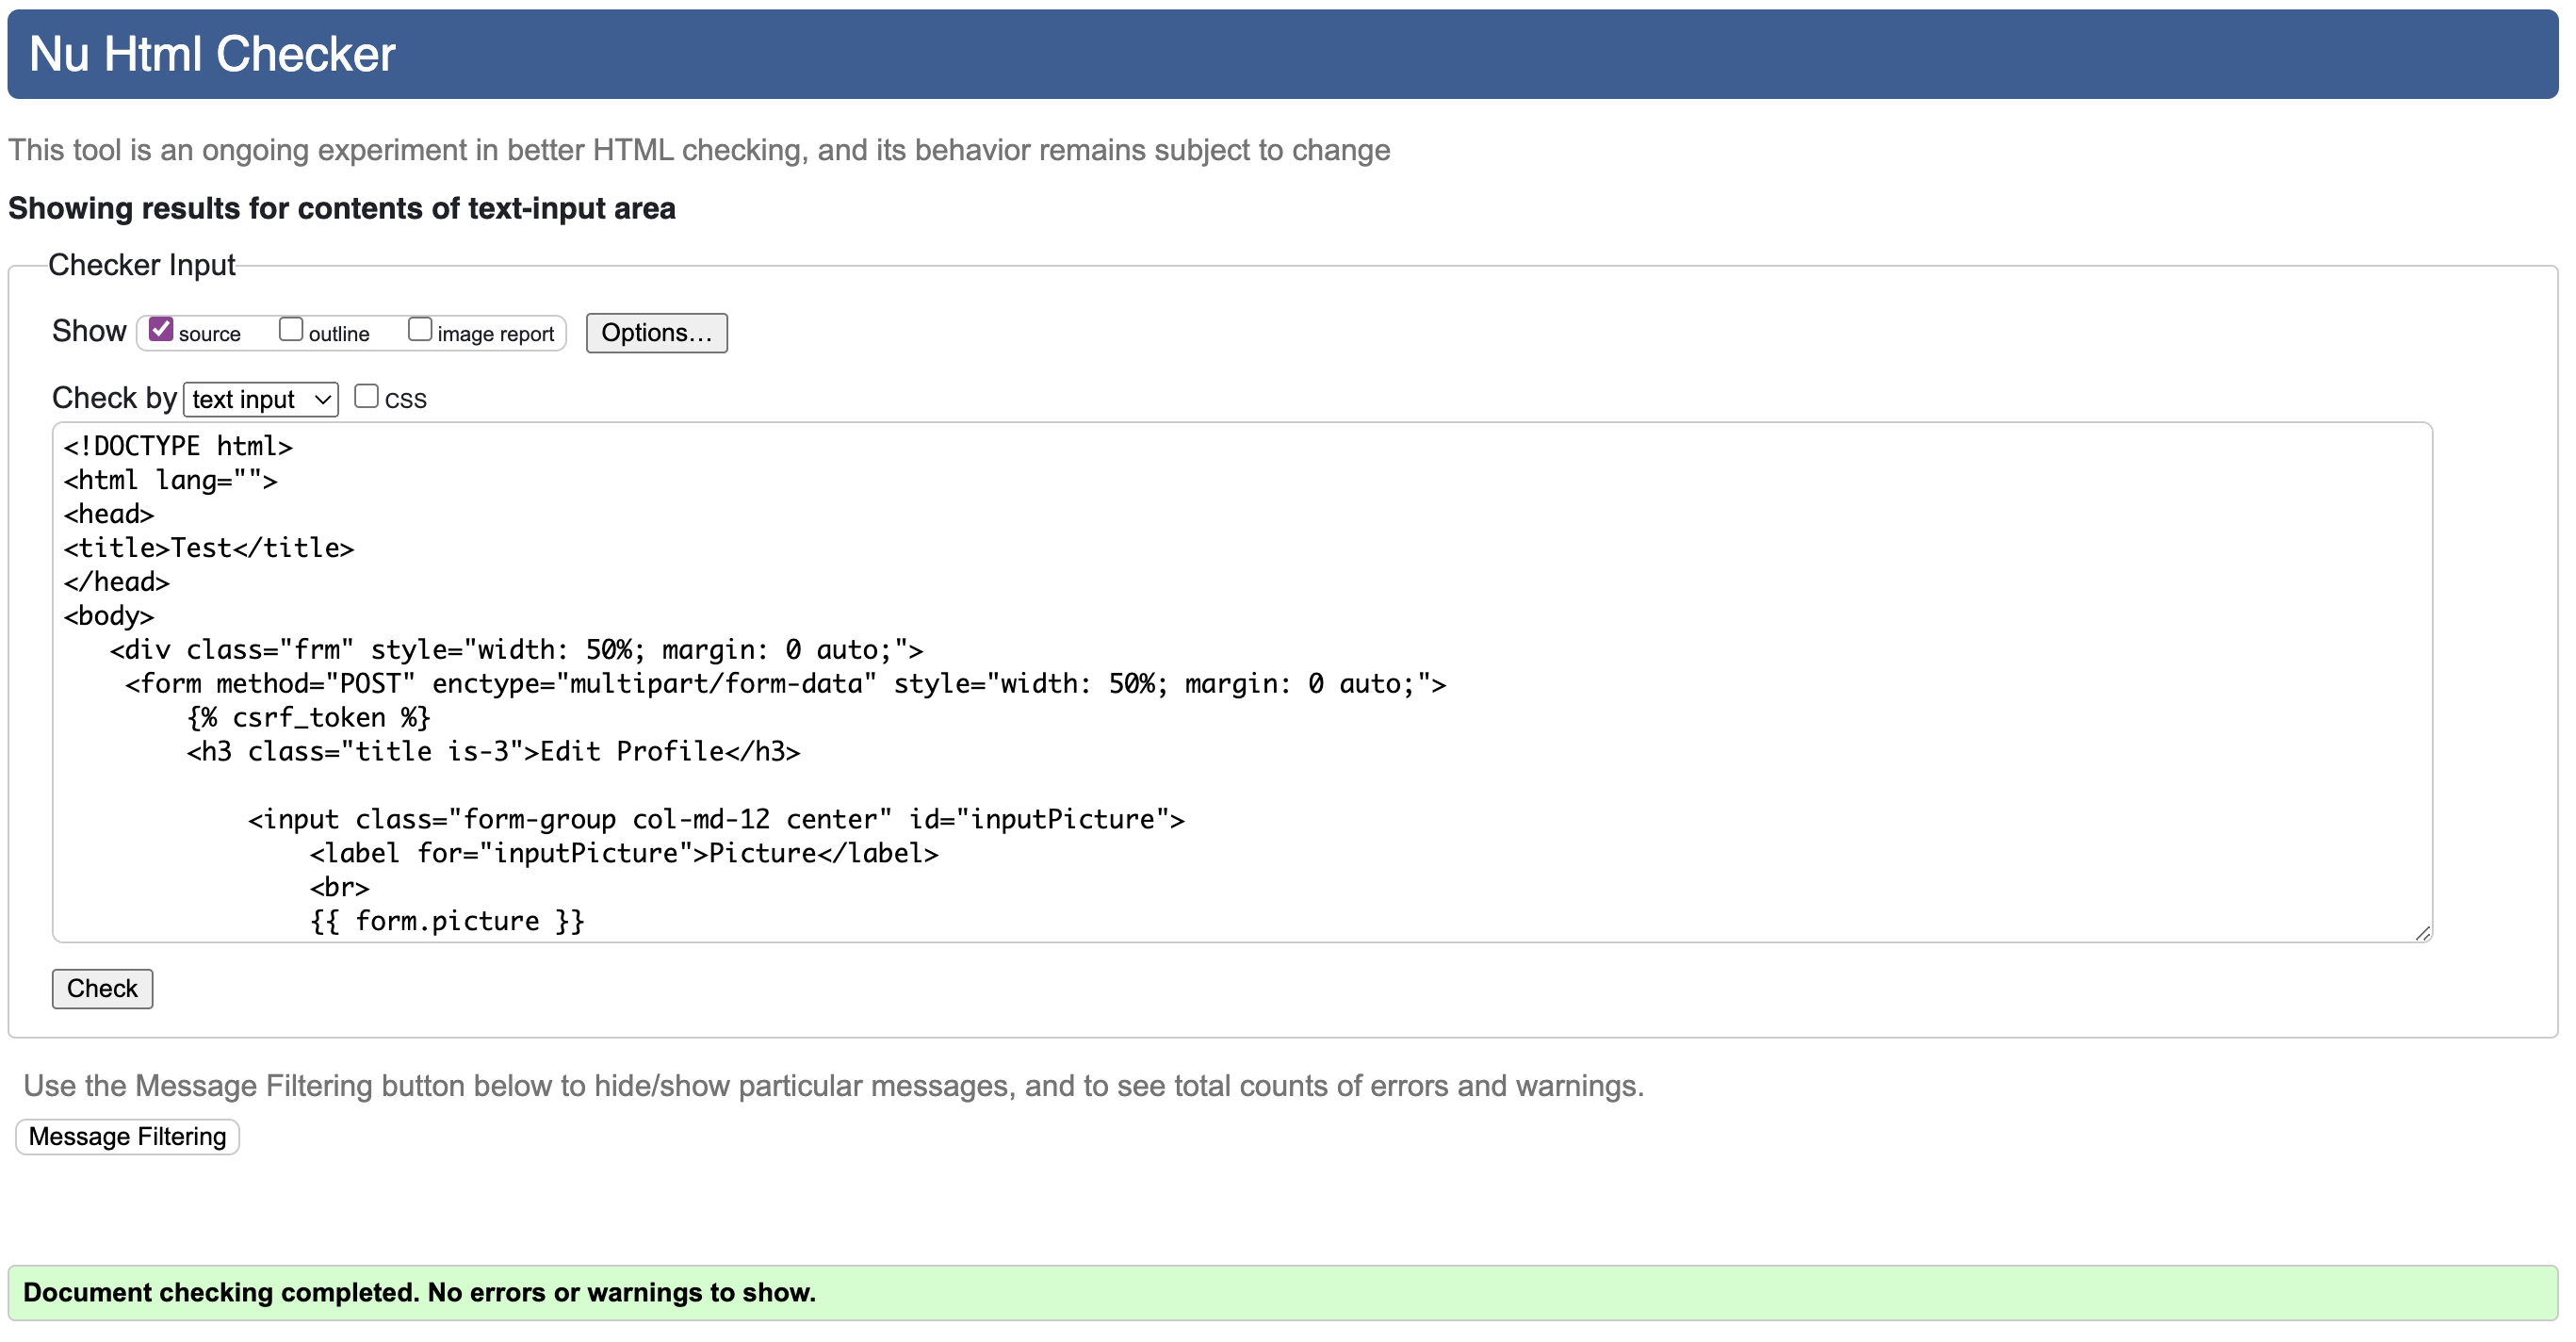 Nu Html Checker
This tool is an ongoing experiment in better HTML checking, and its behavior remains subject to change
Showing results for contents of text-input area
Checker Input
Show source outline image report Options...
Check by text input CSS
<!DOCTYPE html>
<html lang="">
<head>
<title>Test</title>
</head>
<body>
<div class="frm" style="width: 50%; margin: 0 auto;">
<form method="POST" enctype="multipart/form-data" style="width: 50%; margin: 0 auto;">
{% csrf_token %}
<h3 class="title is-3">Edit Profile</h3>
<input class="form-group col-md-12 center" id="inputPicture">
<label for="inputPicture">Picture</label>
<br>
{{ form.picture }}
Check
Use the Message Filtering button below to hide/show particular messages, and to see total counts of errors and warnings.
Message Filtering
Document checking completed. No errors or warnings to show.